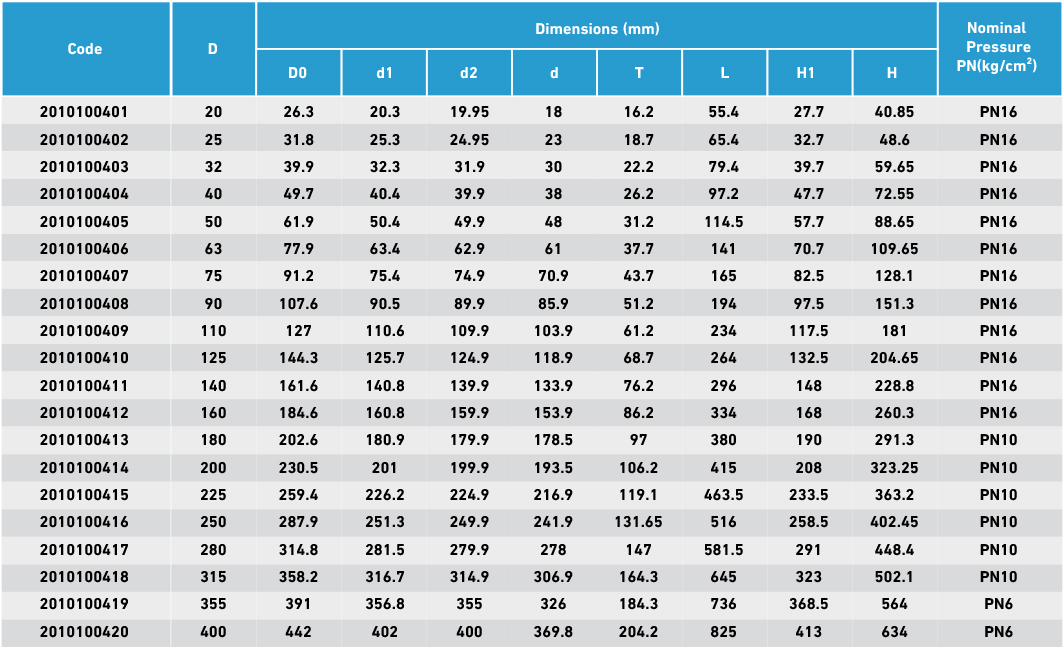 Code D Dimensions (mm) Nominal Pressure PN(kg/cm²)
D0 d1 d2 d T L H1 H
2010100401 20 26.3 20.3 19.95 18 16.2 55.4 27.7 40.85 PN16
2010100402 25 31.8 25.3 24.95 23 18.7 65.4 32.7 48.6 PN16
2010100403 32 39.9 32.3 31.9 30 22.2 79.4 39.7 59.65 PN16
2010100404 40 49.7 40.4 39.9 38 26.2 97.2 47.7 72.55 PN16
2010100405 50 61.9 50.4 49.9 48 31.2 114.5 57.7 88.65 PN16
2010100406 63 77.9 63.4 62.9 61 37.7 141 70.7 109.65 PN16
2010100407 75 91.2 75.4 74.9 70.9 43.7 165 82.5 128.1 PN16
2010100408 90 107.6 90.5 89.9 85.9 51.2 194 97.5 151.3 PN16
2010100409 110 127 110.6 109.9 103.9 61.2 234 117.5 181 PN16
2010100410 125 144.3 125.7 124.9 118.9 68.7 264 132.5 204.65 PN16
2010100411 140 161.6 140.8 139.9 133.9 76.2 296 148 228.8 PN16
2010100412 160 184.6 160.8 159.9 153.9 86.2 334 168 260.3 PN16
2010100413 180 202.6 180.9 179.9 178.5 97 380 190 291.3 PN10
2010100414 200 230.5 201 199.9 193.5 106.2 415 208 323.25 PN10
2010100415 225 259.4 226.2 224.9 216.9 119.1 463.5 233.5 363.2 PN10
2010100416 250 287.9 251.3 249.9 241.9 131.65 516 258.5 402.45 PN10
2010100417 280 314.8 281.5 279.9 278 147 581.5 291 448.4 PN10
2010100418 315 358.2 316.7 314.9 306.9 164.3 645 323 502.1 PN10
2010100419 355 391 356.8 355 326 184.3 736 368.5 564 PN6
2010100420 400 442 402 400 369.8 204.2 825 413 634 PN6